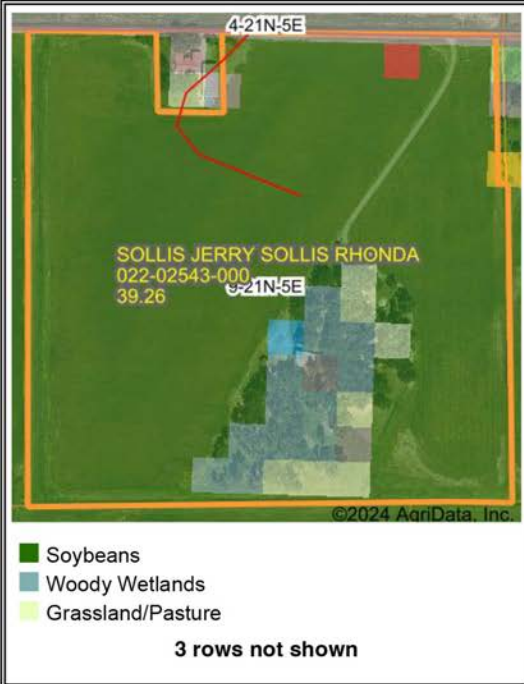 4-21N-5E
SOLLIS JERRY SOLLIS RHONDA
022-02543-000
9-21N-5E
39.26
©2024 AgriData, Inc.
Soybeans
Woody Wetlands
Grassland/Pasture
3 rows not shown